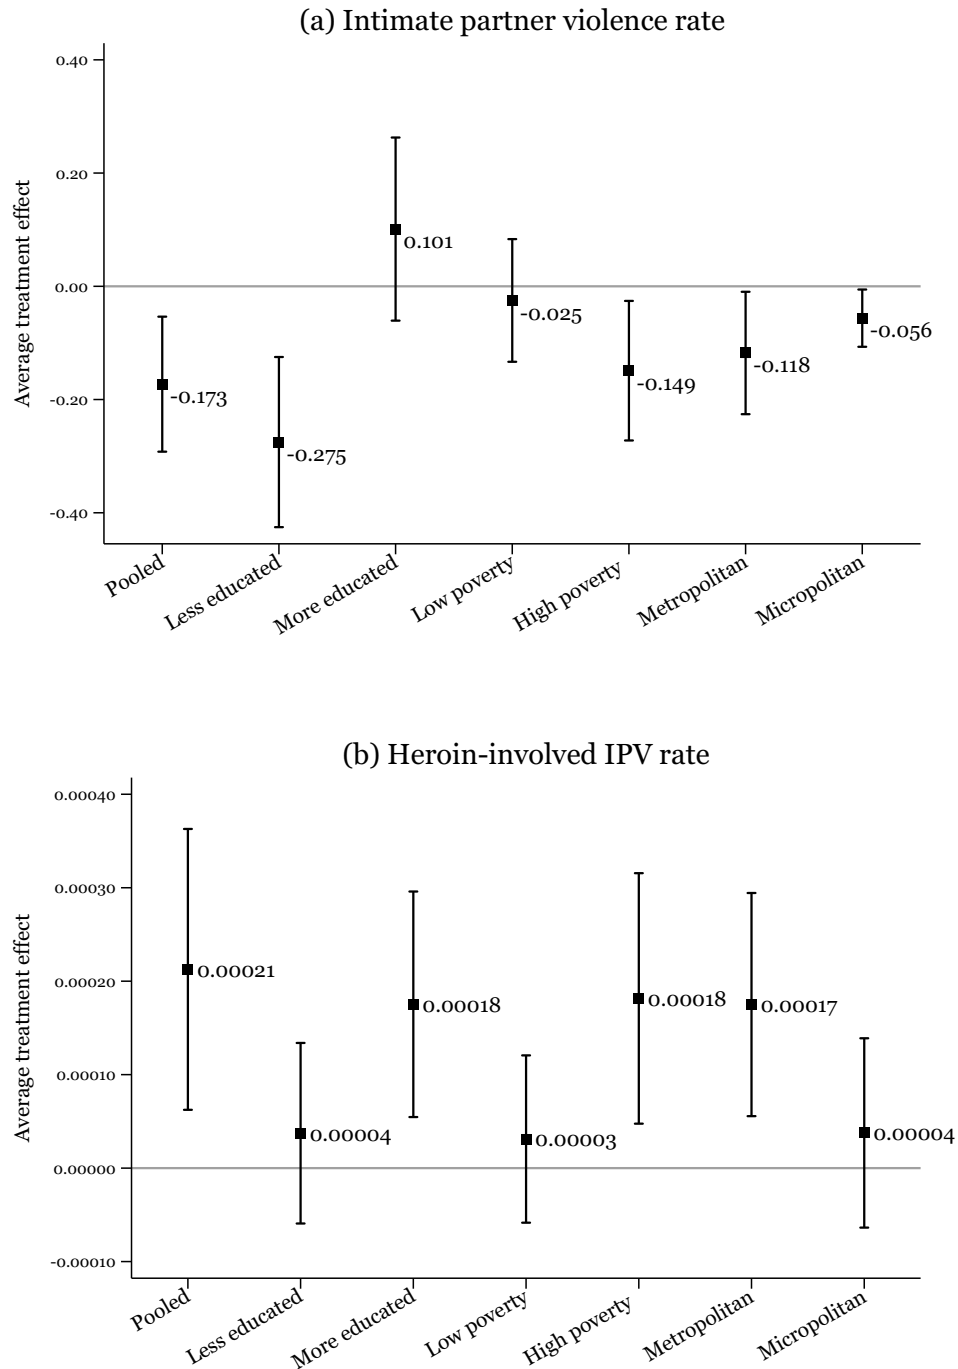 (a) Intimate partner violence rate
Average treatment effect
0.40
0.20
0.00
-0.20
-0.40
-0.173
-0.275
0.101
-0.025
-0.149
-0.118
-0.056
Pooled
Less educated
More educated
Low poverty
High poverty
Metropolitan
Micropolitan
(b) Heroin-involved IPV rate
Average treatment effect
0.00040
0.00030
0.00020
0.00010
0.00000
-0.00010
0.00021
0.00004
0.00018
0.00003
0.00018
0.00017
0.00004
Pooled
Less educated
More educated
Low poverty
High poverty
Metropolitan
Micropolitan